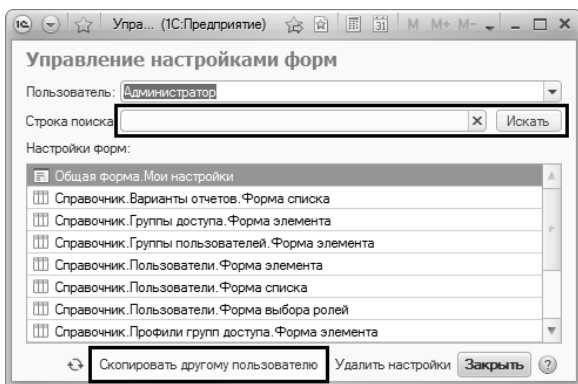 1С Упра... (1С:Предприятие) 31 M M+ M-
Управление настройками форм
Пользователь: Администратор
Строка поиска: Искать
Настройки форм:
Общая форма.Мои настройки
Справочник.Варианты отчетов.Форма списка
Справочник.Группы доступа.Форма элемента
Справочник.Группы пользователей.Форма элемента
Справочник.Пользователи.Форма элемента
Справочник.Пользователи.Форма списка
Справочник.Пользователи.Форма выбора ролей
Справочник.Профили групп доступа.Форма элемента
Скопировать другому пользователю Удалить настройки Закрыть ?